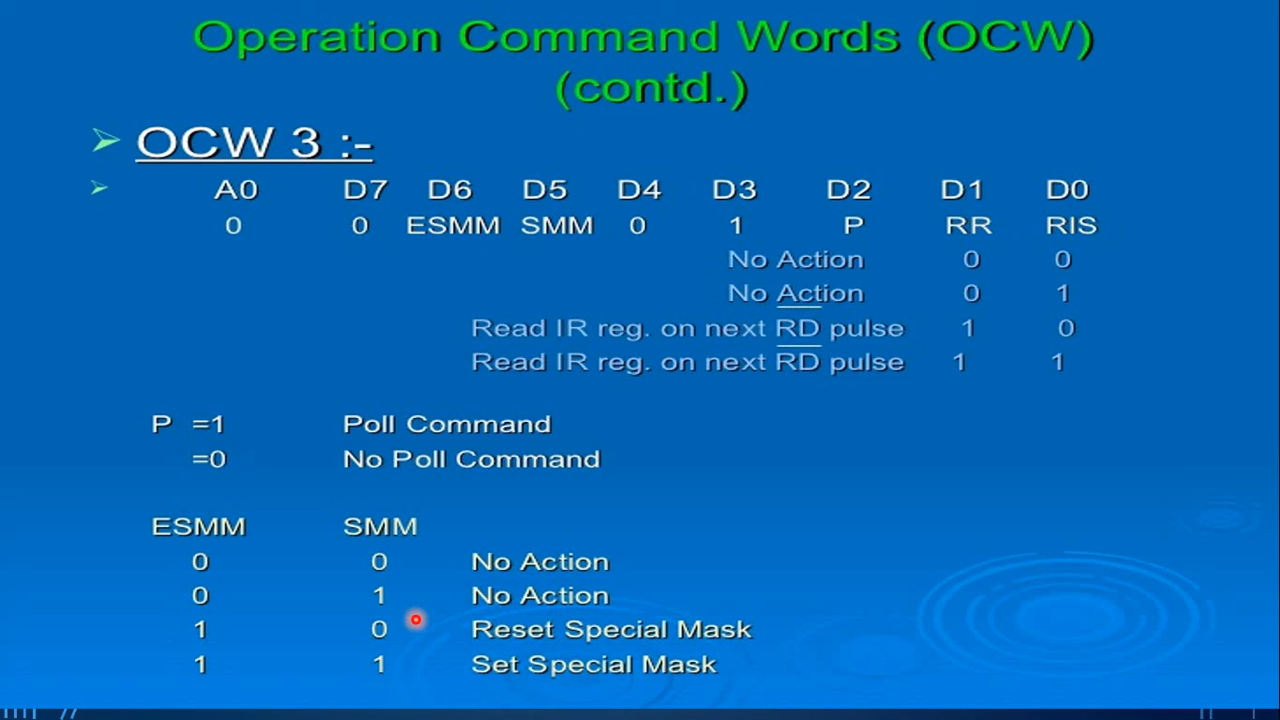 Operation Command Words (OCW)
(contd.)
OCW 3 :-
A0 D7 D6 D5 D4 D3 D2 D1 D0
0 0 ESMM SMM 0 1 P RR RIS
No Action 0 0
No Action 0 1
Read IR reg. on next RD pulse 1 0
Read IR reg. on next RD pulse 1 1
P =1 Poll Command
=0 No Poll Command
ESMM SMM
0 0 No Action
0 1 No Action
1 0 Reset Special Mask
1 1 Set Special Mask